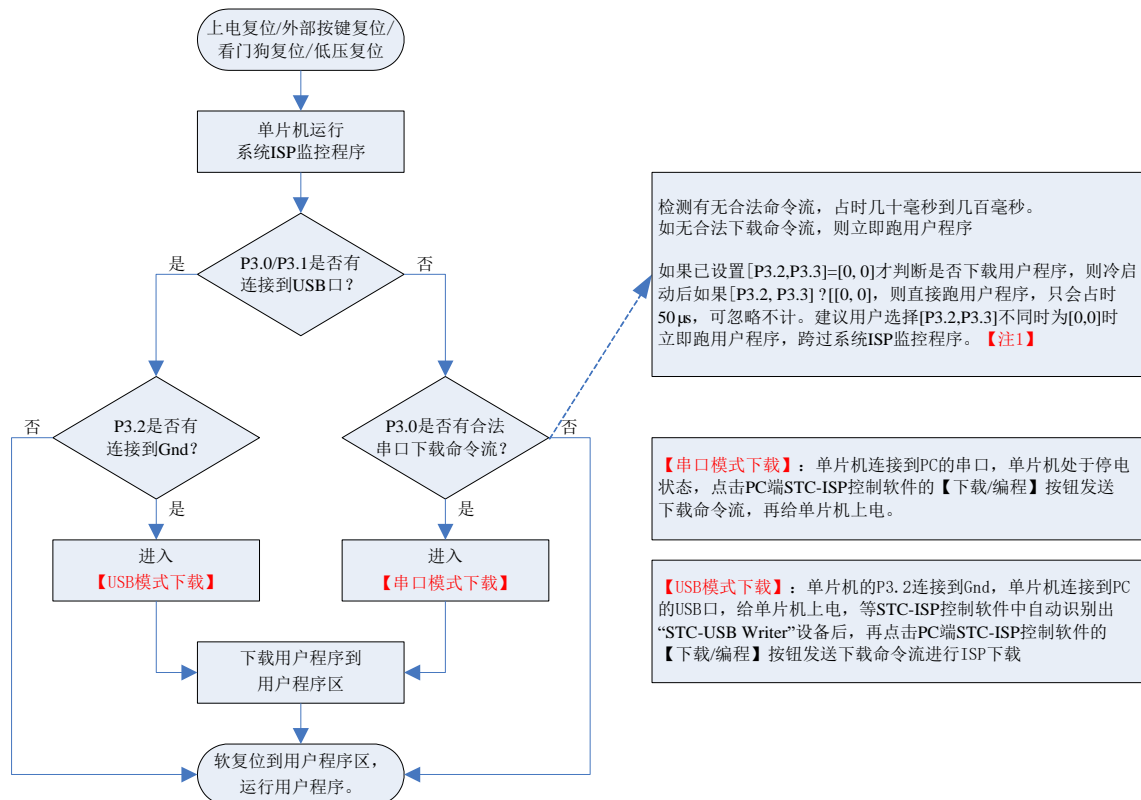 上电复位/外部按键复位/
看门狗复位/低压复位
单片机运行
系统ISP监控程序
P3.0/P3.1是否有
连接到USB口?
是
否
P3.2是否有
连接到Gnd?
否
是
P3.0是否有合法
串口下载命令流?
否
是
进入
【USB模式下载】
进入
【串口模式下载】
下载用户程序到
用户程序区
软复位到用户程序区,
运行用户程序。
检测有无合法命令流,占时几十毫秒到几百毫秒。
如无合法下载命令流,则立即跑用户程序
如果已设置[P3.2,P3.3]=[0, 0]才判断是否下载用户程序,则冷启
动后如果[P3.2, P3.3] ?[[0, 0],则直接跑用户程序,只会占时
50μs,可忽略不计。建议用户选择[P3.2,P3.3]不同时为[0,0]时
立即跑用户程序,跨过系统ISP监控程序。【注1】
【串口模式下载】:单片机连接到PC的串口,单片机处于停电
状态,点击PC端STC-ISP控制软件的【下载/编程】按钮发送
下载命令流,再给单片机上电。
【USB模式下载】:单片机的P3.2连接到Gnd,单片机连接到PC
的USB口,给单片机上电,等STC-ISP控制软件中自动识别出
“STC-USB Writer”设备后,再点击PC端STC-ISP控制软件的
【下载/编程】按钮发送下载命令流进行ISP下载